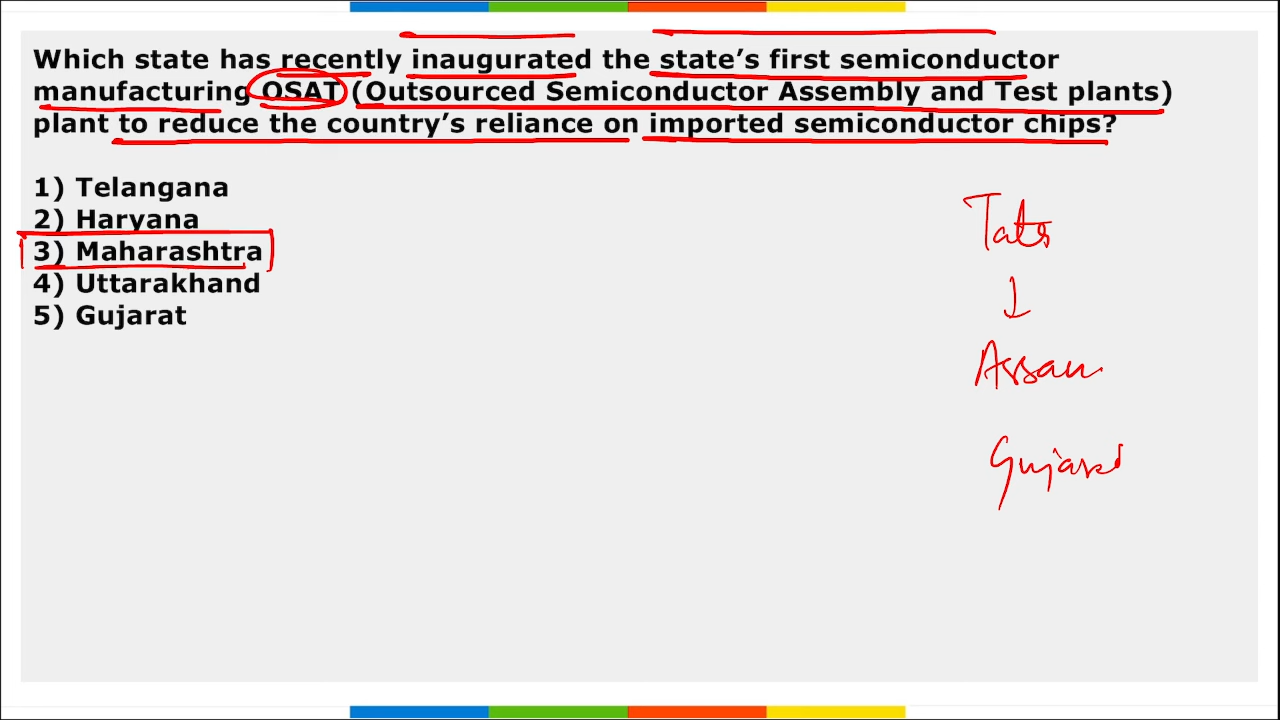 Which state has recently inaugurated the state’s first semiconductor
manufacturing OSAT (Outsourced Semiconductor Assembly and Test plants)
plant to reduce the country’s reliance on imported semiconductor chips?
1) Telangana
2) Haryana
3) Maharashtra
4) Uttarakhand
5) Gujarat
Tata
Assam
Gujarat